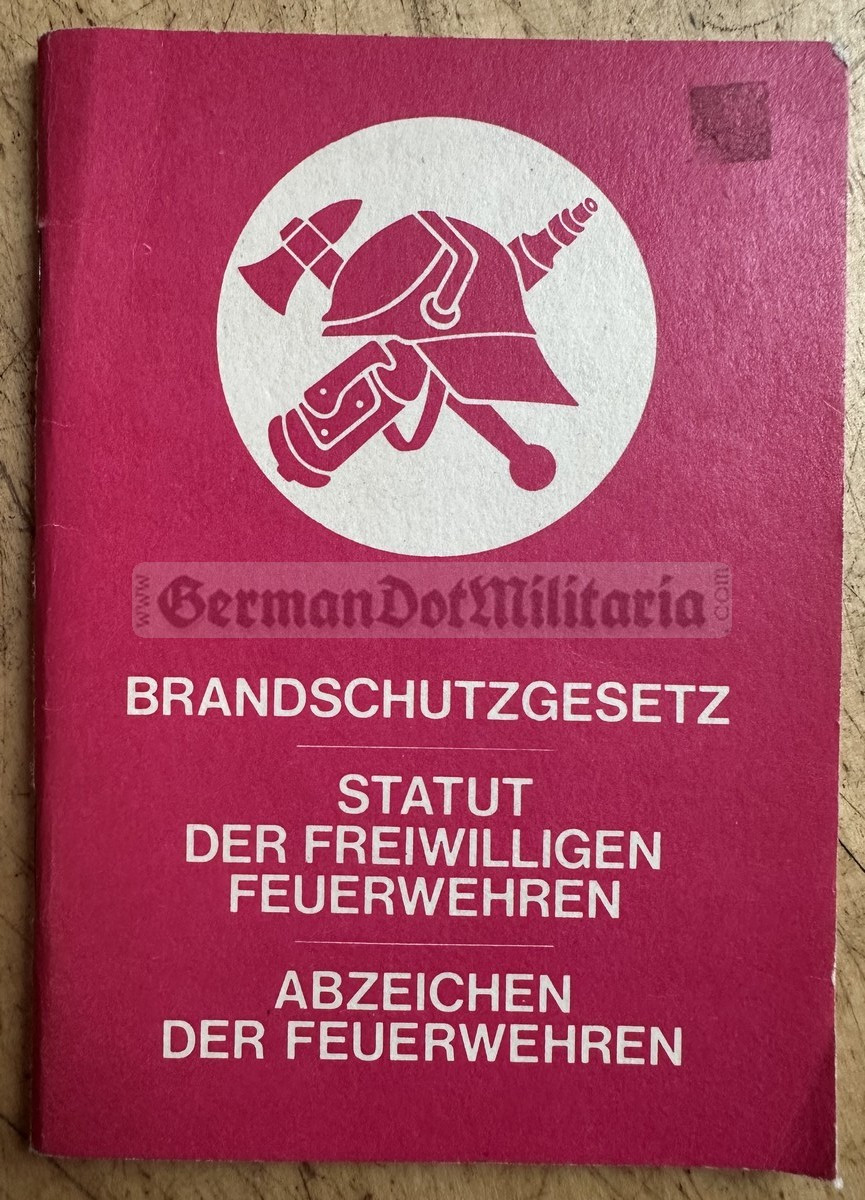 www.GermanDotMilitaria.com
BRANDSCHUTZGESETZ
STATUT
DER FREIWILLIGEN
FEUERWEHREN
ABZEICHEN
DER FEUERWEHREN